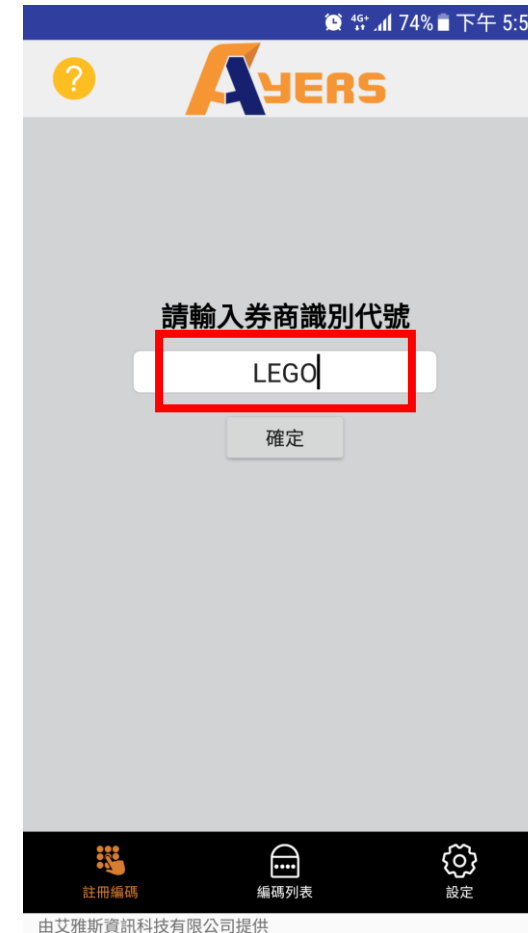 4G+ 74% 下午 5:5
?
AYERS
請輸入券商識別代號
LEGO
確定
註冊編碼 編碼列表 設定
由艾雅斯資訊科技有限公司提供